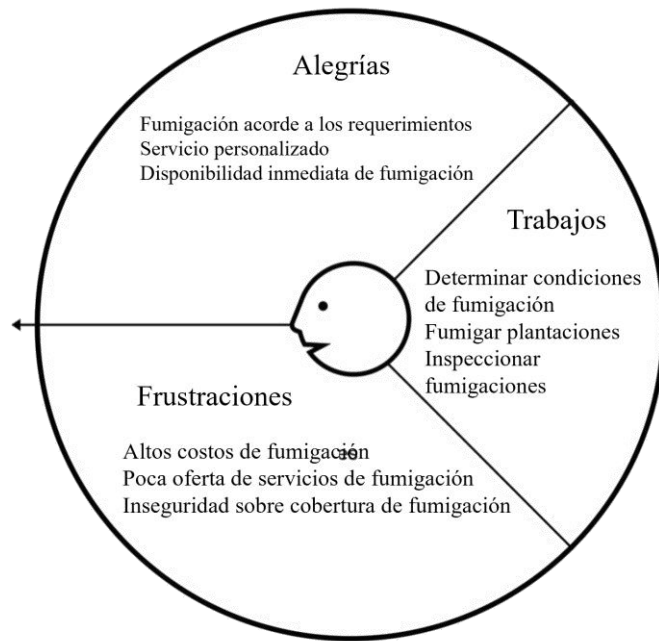 Alegrías
Fumigación acorde a los requerimientos
Servicio personalizado
Disponibilidad inmediata de fumigación
Trabajos
Determinar condiciones
de fumigación
Fumigar plantaciones
Inspeccionar
fumigaciones
Frustraciones
Altos costos de fumigación
Poca oferta de servicios de fumigación
Inseguridad sobre cobertura de fumigación